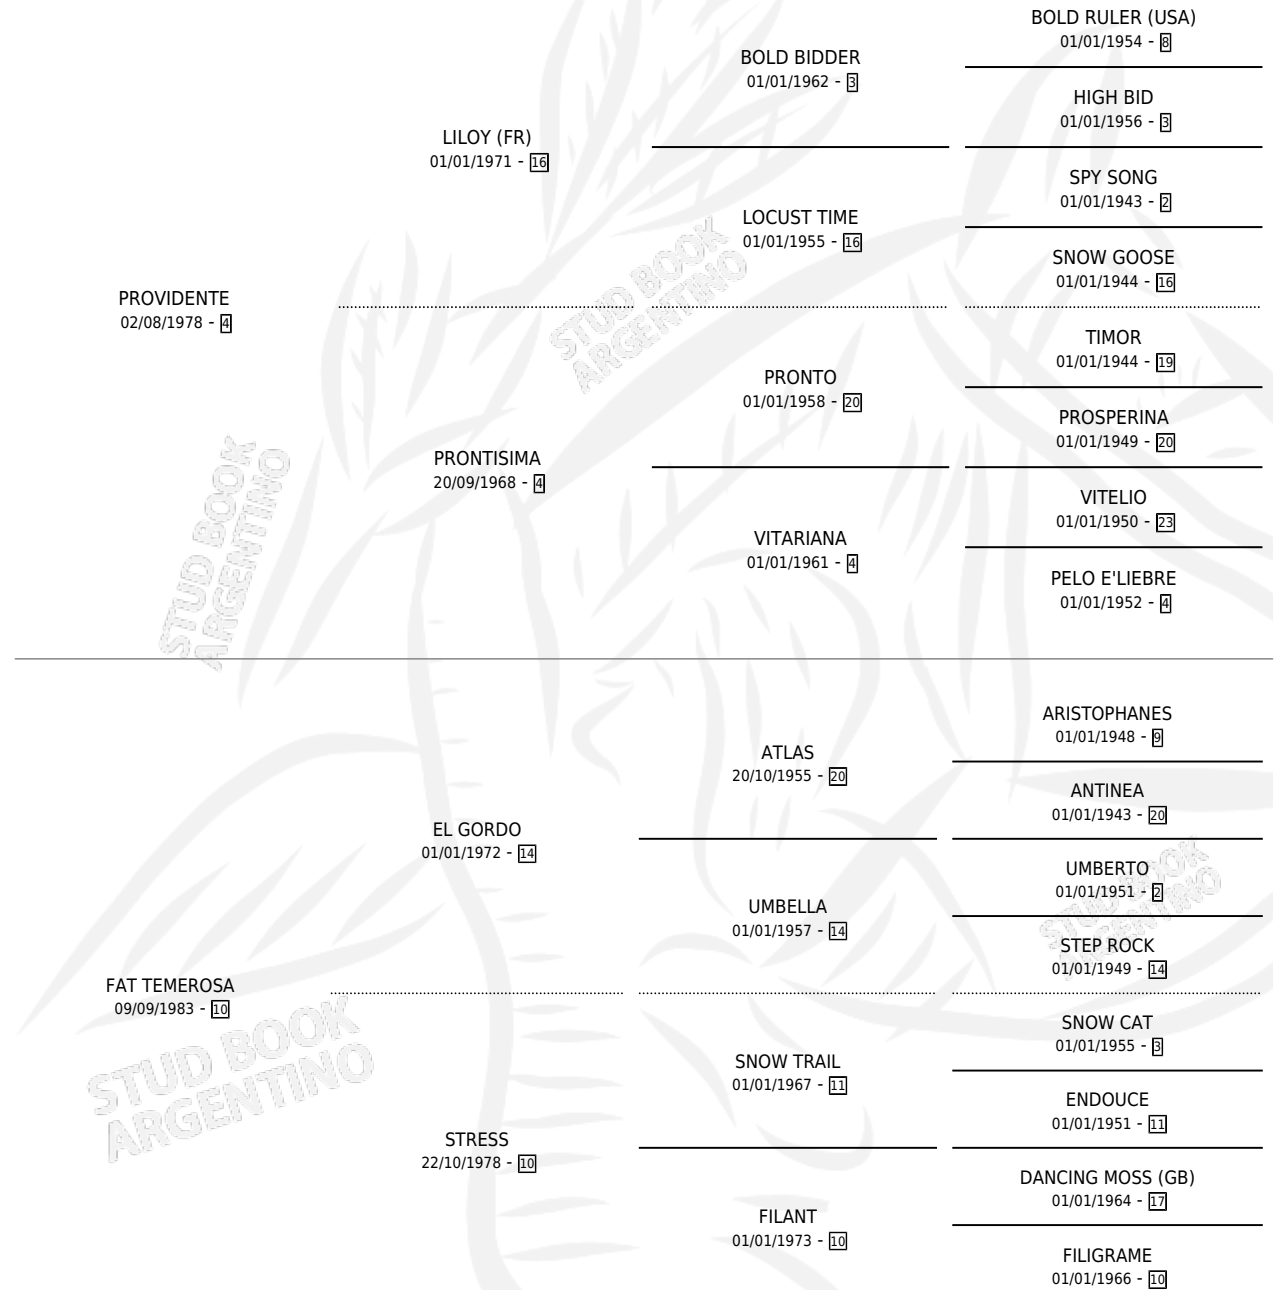 BOLD RULER (USA)
01/01/1954 - 8
BOLD BIDDER
01/01/1962 - 3
HIGH BID
01/01/1956 - 3
LILOY (FR)
01/01/1971 - 16
SPY SONG
01/01/1943 - 2
LOCUST TIME
01/01/1955 - 16
SNOW GOOSE
01/01/1944 - 16
PROVIDENTE
02/08/1978 - 4
TIMOR
01/01/1944 - 19
PRONTO
01/01/1958 - 20
PROSPERINA
01/01/1949 - 20
PRONTISIMA
20/09/1968 - 4
VITELIO
01/01/1950 - 23
VITARIANA
01/01/1961 - 4
PELO E'LIEBRE
01/01/1952 - 4
ARISTOPHANES
01/01/1948 - 9
ATLAS
20/10/1955 - 20
ANTINEA
01/01/1943 - 20
EL GORDO
01/01/1972 - 14
UMBERTO
01/01/1951 - 2
UMBELLA
01/01/1957 - 14
STEP ROCK
01/01/1949 - 14
FAT TEMEROSA
09/09/1983 - 10
SNOW CAT
01/01/1955 - 3
SNOW TRAIL
01/01/1967 - 11
ENDOUCE
01/01/1951 - 11
STRESS
22/10/1978 - 10
DANCING MOSS (GB)
01/01/1964 - 17
FILANT
01/01/1973 - 10
FILIGRAME
01/01/1966 - 10
STUD BOOK
ARGENTINO
STUD BOOK
ARGENTINO
STUD BOOK
ARGENTINO
STUD BOOK
ARGENTINO